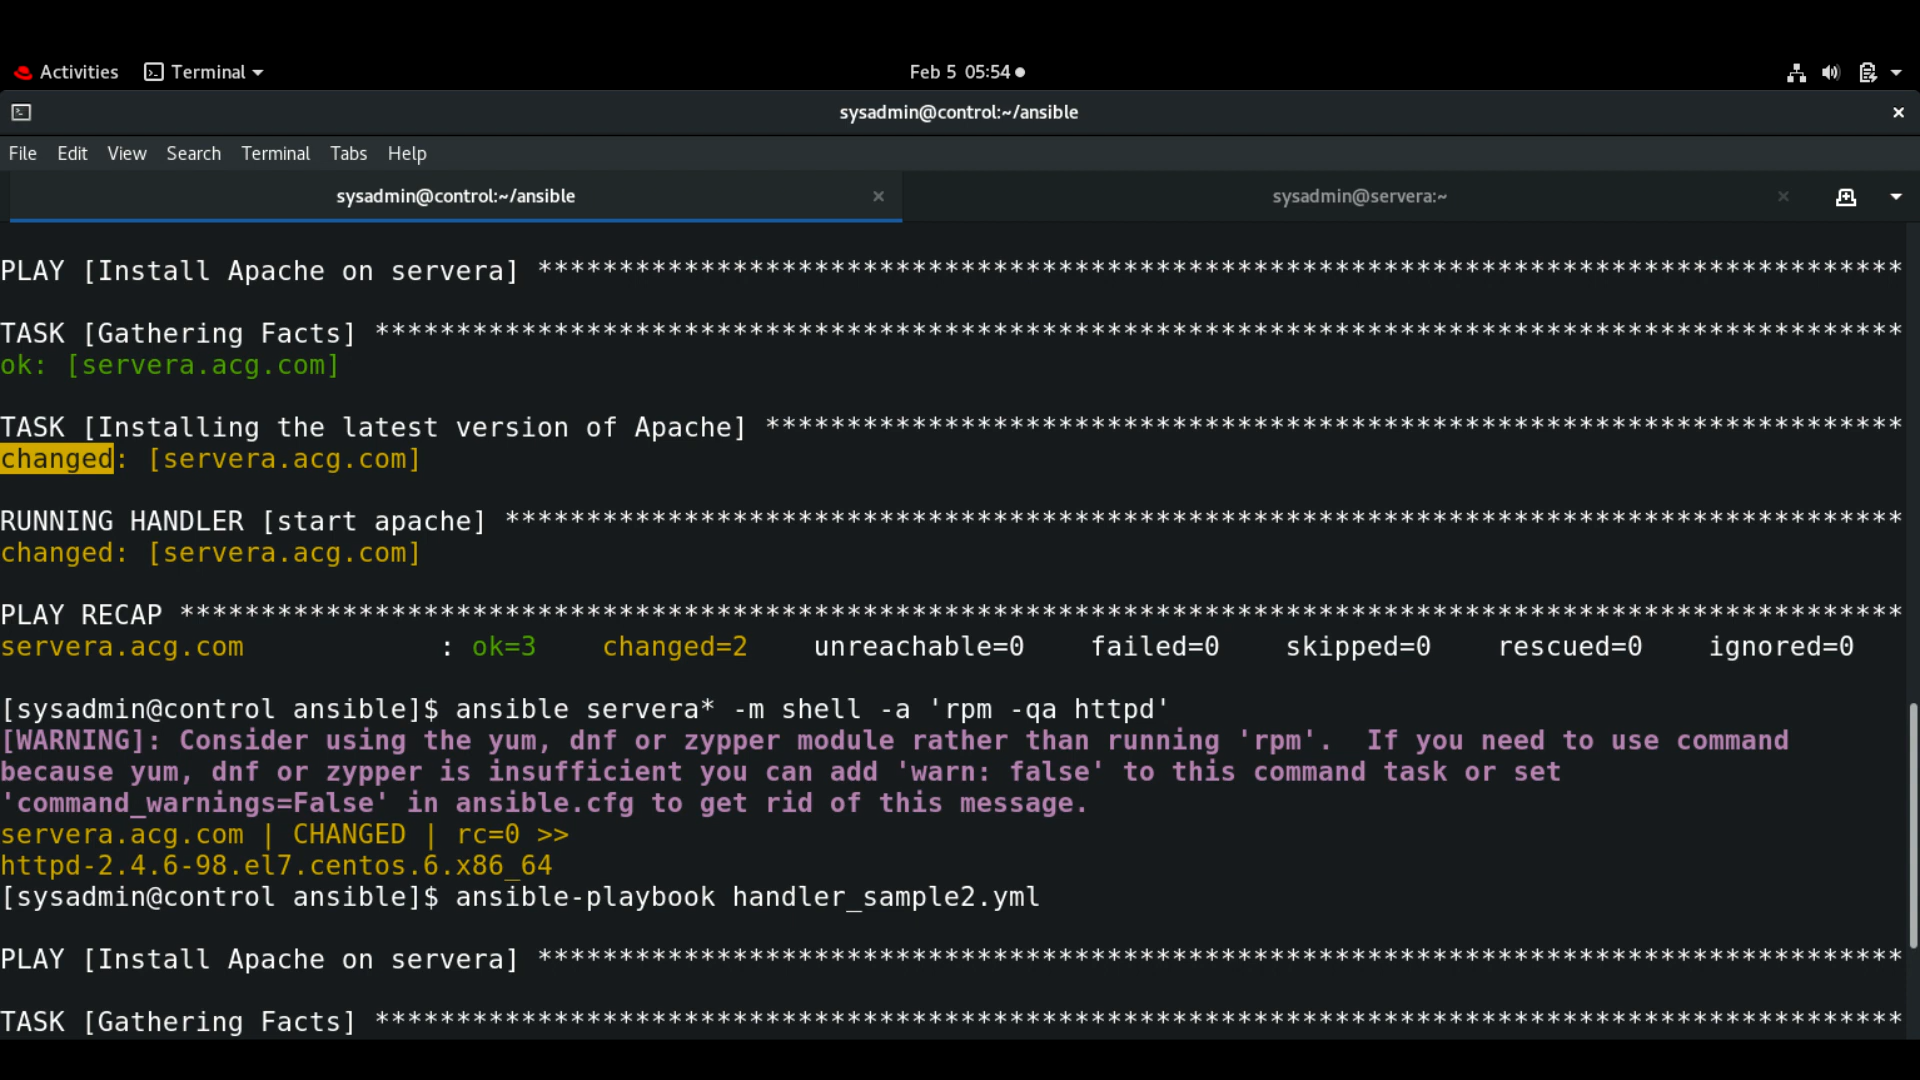 Activities Terminal Feb 5 05:54
sysadmin@control:~/ansible
File Edit View Search Terminal Tabs Help
sysadmin@control:~/ansible sysadmin@servera:~
PLAY [Install Apache on servera] ************************************************************************************
TASK [Gathering Facts] **********************************************************************************************
ok: [servera.acg.com]
TASK [Installing the latest version of Apache] **********************************************************************
changed: [servera.acg.com]
RUNNING HANDLER [start apache] **************************************************************************************
changed: [servera.acg.com]
PLAY RECAP **********************************************************************************************************
servera.acg.com : ok=3 changed=2 unreachable=0 failed=0 skipped=0 rescued=0 ignored=0
[sysadmin@control ansible]$ ansible servera* -m shell -a 'rpm -qa httpd'
[WARNING]: Consider using the yum, dnf or zypper module rather than running 'rpm'. If you need to use command
because yum, dnf or zypper is insufficient you can add 'warn: false' to this command task or set
'command_warnings=False' in ansible.cfg to get rid of this message.
servera.acg.com | CHANGED | rc=0 >>
httpd-2.4.6-98.el7.centos.6.x86_64
[sysadmin@control ansible]$ ansible-playbook handler_sample2.yml
PLAY [Install Apache on servera] ************************************************************************************
TASK [Gathering Facts] **********************************************************************************************